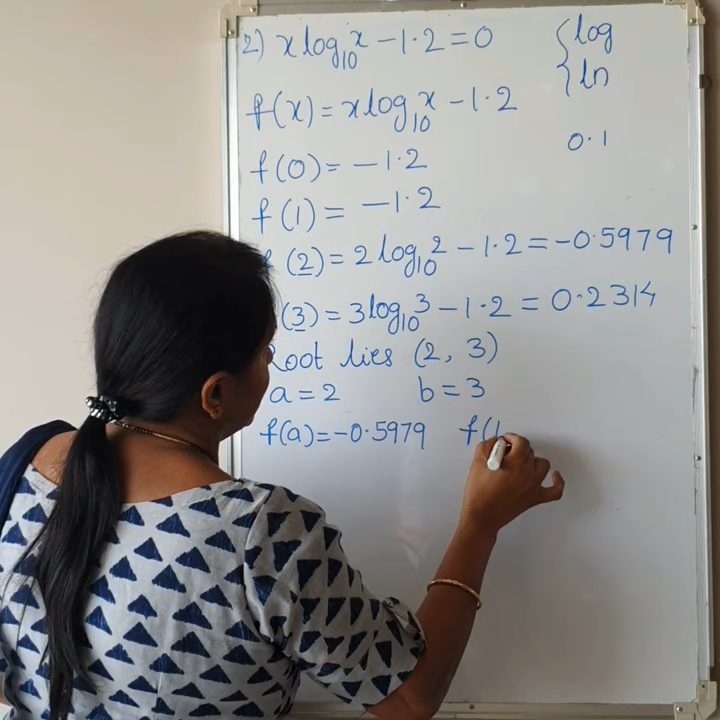 2) x log₁₀ˣ − 1·2 = 0
{ log
ln
f(x) = x log₁₀ˣ − 1·2
0·1
f(0) = −1·2
f(1) = −1·2
(2) = 2 log₁₀² − 1·2 = −0·5979
(3) = 3 log₁₀³ − 1·2 = 0·2314
Root lies (2, 3)
a = 2 b = 3
f(a) = −0·5979 f(